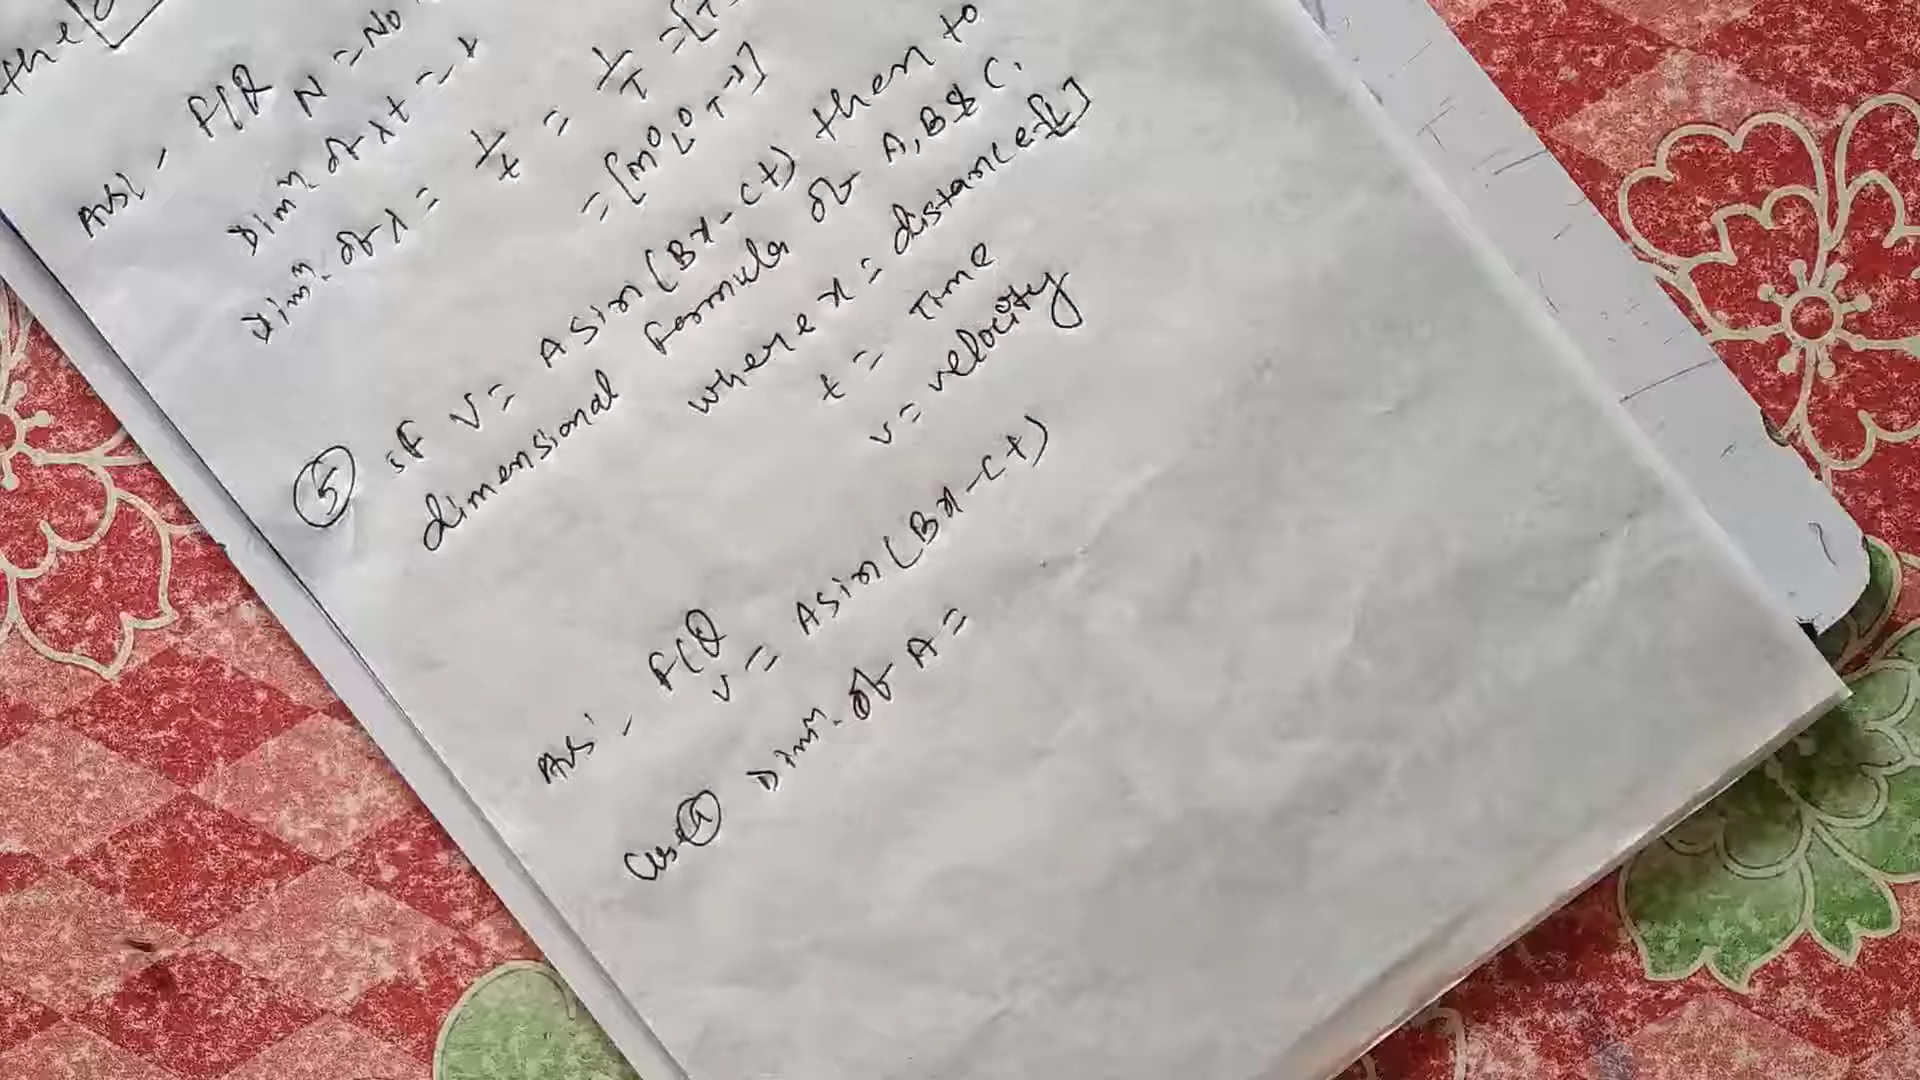 the
Ans! - F(Q N = No
Dimn. of λt = 1
Dimn. of λ = 1/t = 1/T = [T
= [M⁰L⁰T⁻¹]
⑤ if V = A sin (Bx - Ct) then to
dimensional formula of A, B & C.
where x = distance = [L]
t = Time
v = velocity
Ans! - F(Q
v = A sin (Bx - Ct)
Case ① Dimn. of A =